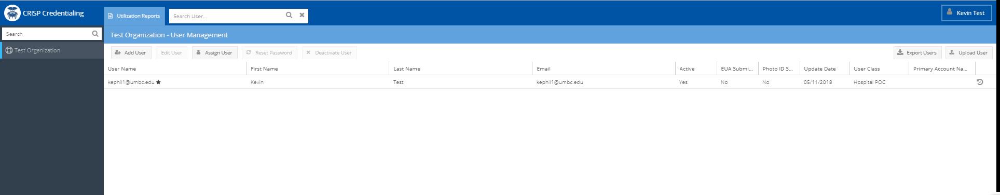 CRISP Credentialing
Utilization Reports
Search User...
Kevin Test
Search
Test Organization - User Management
Test Organization
Add User Edit User Assign User Reset Password Deactivate User Export Users Upload User
User Name First Name Last Name Email Active EUA Submi... Photo ID S... Update Date User Class Primary Account Na...
kephil1@umbc.edu Kevin Test kephil1@umbc.edu Yes No No 05/11/2018 Hospital POC